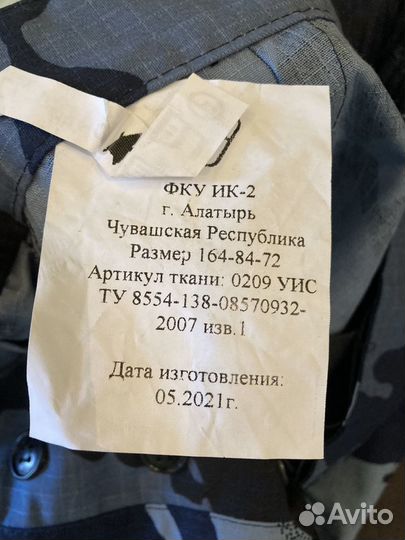 ФКУ ИК-2
г. Алатырь
Чувашская Республика
Размер 164-84-72
Артикул ткани: 0209 УИС
ТУ 8554-138-08570932-
2007 изв.1
Дата изготовления:
05.2021г.
Avito